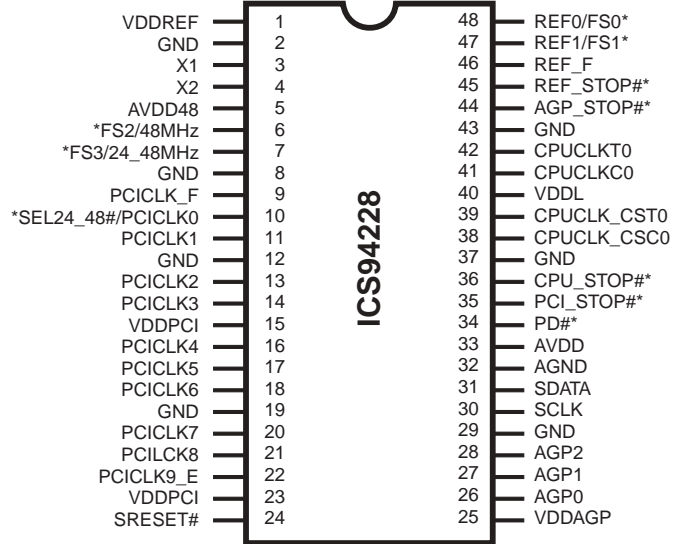 VDDREF 1 48 REF0/FS0*
GND 2 47 REF1/FS1*
X1 3 46 REF_F
X2 4 45 REF_STOP#*
AVDD48 5 44 AGP_STOP#*
*FS2/48MHz 6 43 GND
*FS3/24_48MHz 7 42 CPUCLKT0
GND 8 41 CPUCLKC0
PCICLK_F 9 40 VDDL
*SEL24_48#/PCICLK0 10 39 CPUCLK_CST0
PCICLK1 11 38 CPUCLK_CSC0
GND 12 37 GND
PCICLK2 13 36 CPU_STOP#*
PCICLK3 14 35 PCI_STOP#*
VDDPCI 15 34 PD#*
PCICLK4 16 33 AVDD
PCICLK5 17 32 AGND
PCICLK6 18 31 SDATA
GND 19 30 SCLK
PCICLK7 20 29 GND
PCILCK8 21 28 AGP2
PCICLK9_E 22 27 AGP1
VDDPCI 23 26 AGP0
SRESET# 24 25 VDDAGP
ICS94228